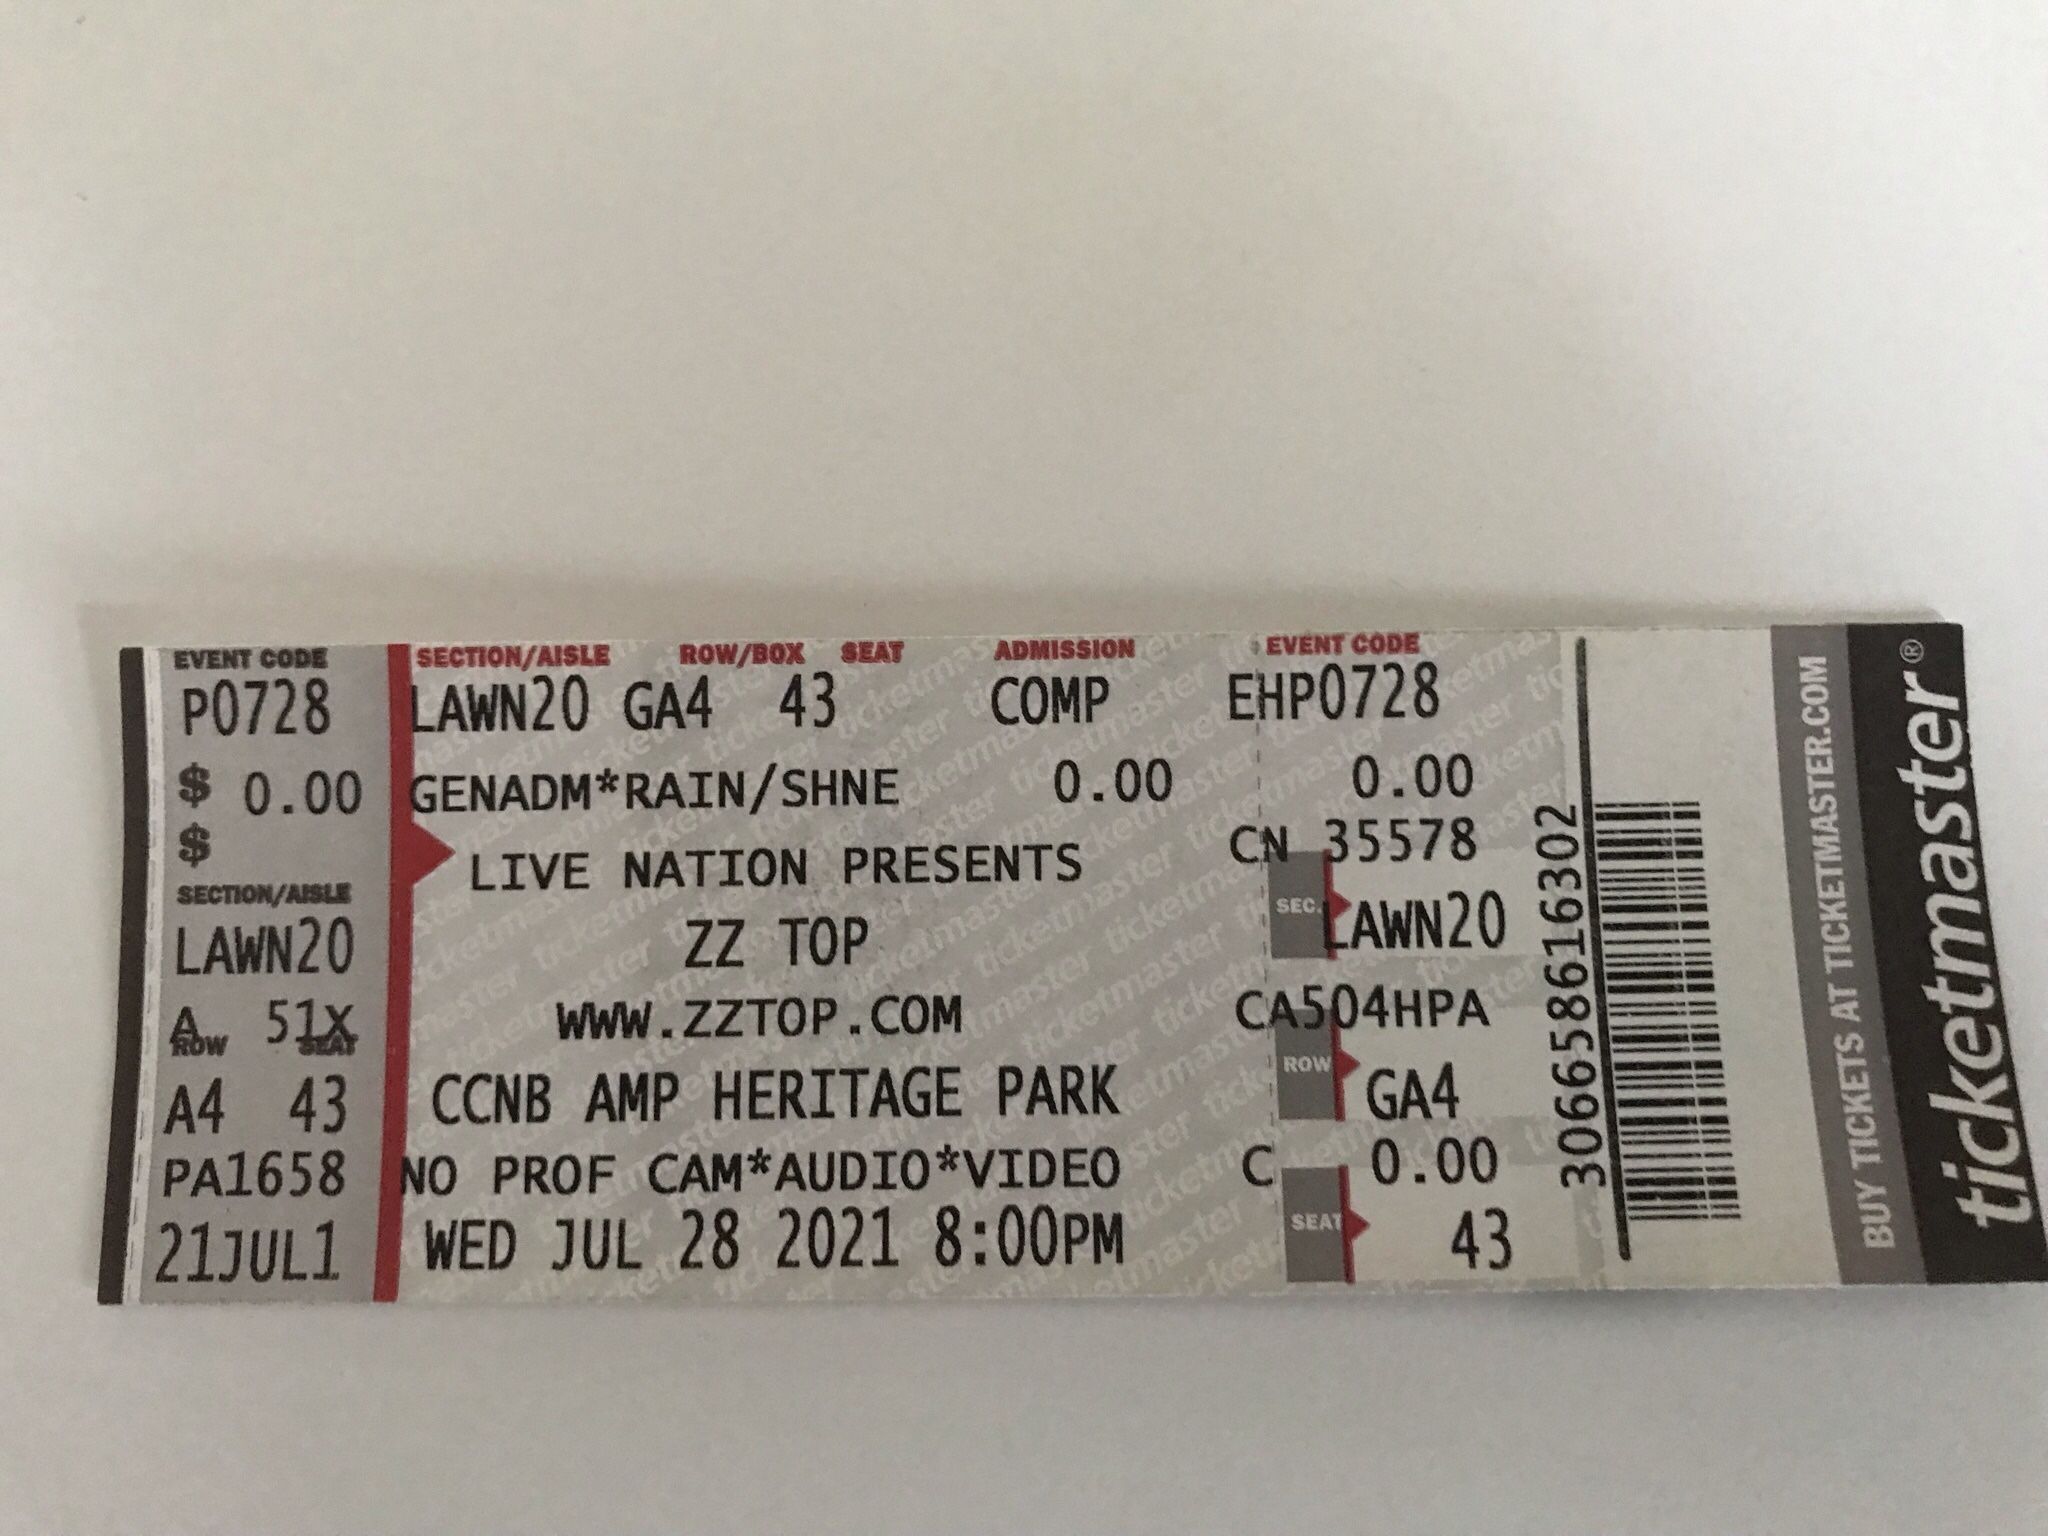 EVENT CODE
P0728
$ 0.00
$
SECTION/AISLE
LAWN20
A 51X
ROW SEAT
A4 43
PA1658
21JUL1
SECTION/AISLE ROW/BOX SEAT ADMISSION
LAWN20 GA4 43 COMP
GENADM*RAIN/SHNE 0.00
LIVE NATION PRESENTS
ZZ TOP
WWW.ZZTOP.COM
CCNB AMP HERITAGE PARK
NO PROF CAM*AUDIO*VIDEO
WED JUL 28 2021 8:00PM
EVENT CODE
EHP0728
0.00
CN 35578
SEC. LAWN20
CA504HPA
ROW GA4
C 0.00
SEAT 43
306658616302
BUY TICKETS AT TICKETMASTER.COM
ticketmaster®